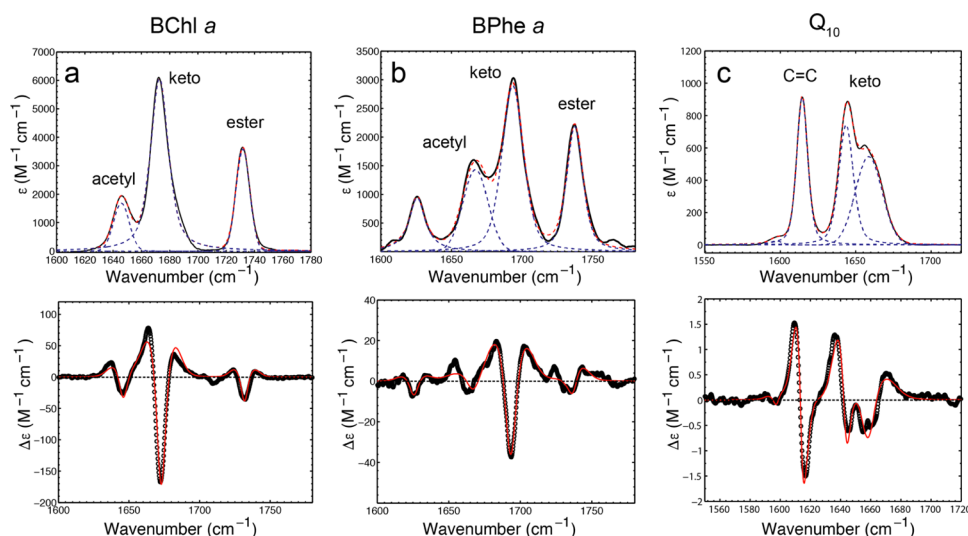 BChl a
BPhe a
Q10
a
keto
ester
acetyl
ε (M−1 cm−1)
7000
6000
5000
4000
3000
2000
1000
0
1600 1620 1640 1660 1680 1700 1720 1740 1760 1780
Wavenumber (cm−1)
b
keto
ester
acetyl
ε (M−1 cm−1)
3500
3000
2500
2000
1500
1000
500
0
1600 1650 1700 1750
Wavenumber (cm−1)
c
C=C
keto
ε (M−1 cm−1)
1200
1000
800
600
400
200
0
1550 1600 1650 1700
Wavenumber (cm−1)
Δε (M−1 cm−1)
100
50
0
−50
−100
−150
−200
1600 1650 1700 1750
Wavenumber (cm−1)
Δε (M−1 cm−1)
40
20
0
−20
−40
1600 1650 1700 1750
Wavenumber (cm−1)
Δε (M−1 cm−1)
2
1.5
1
0.5
0
−0.5
−1
−1.5
−2
1560 1580 1600 1620 1640 1660 1680 1700 1720
Wavenumber (cm−1)